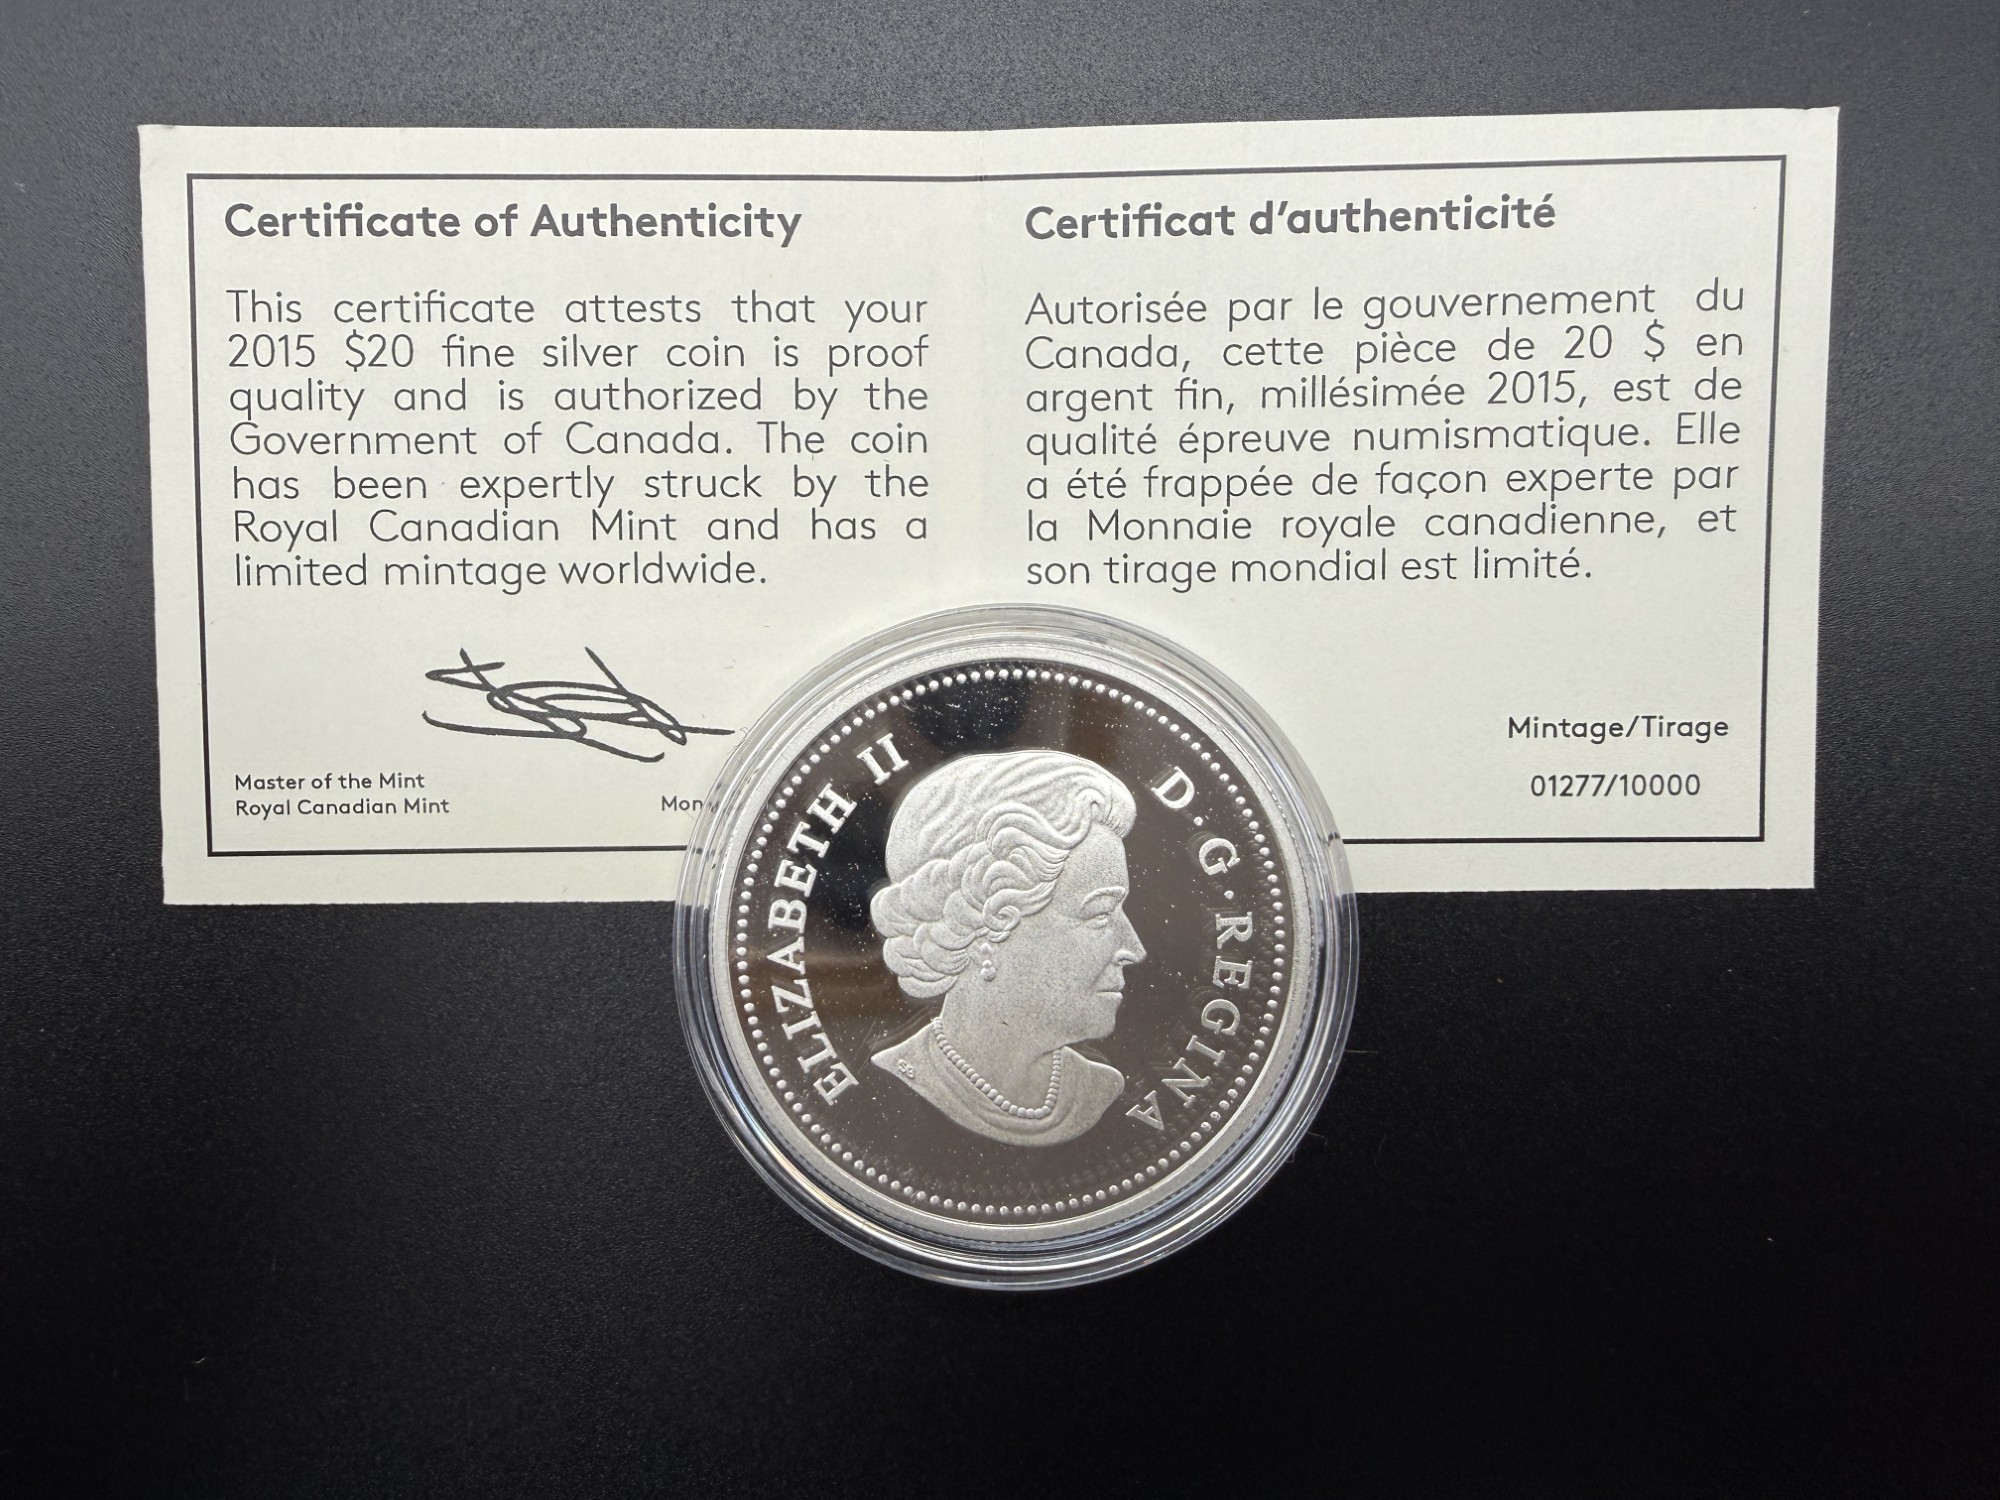 Certificate of Authenticity
This certificate attests that your
2015 $20 fine silver coin is proof
quality and is authorized by the
Government of Canada. The coin
has been expertly struck by the
Royal Canadian Mint and has a
limited mintage worldwide.
Master of the Mint
Royal Canadian Mint
Certificat d'authenticité
Autorisée par le gouvernement du
Canada, cette pièce de 20 $ en
argent fin, millésimée 2015, est de
qualité épreuve numismatique. Elle
a été frappée de façon experte par
la Monnaie royale canadienne, et
son tirage mondial est limité.
Mintage/Tirage
01277/10000
ELIZABETH II D·G·REGINA